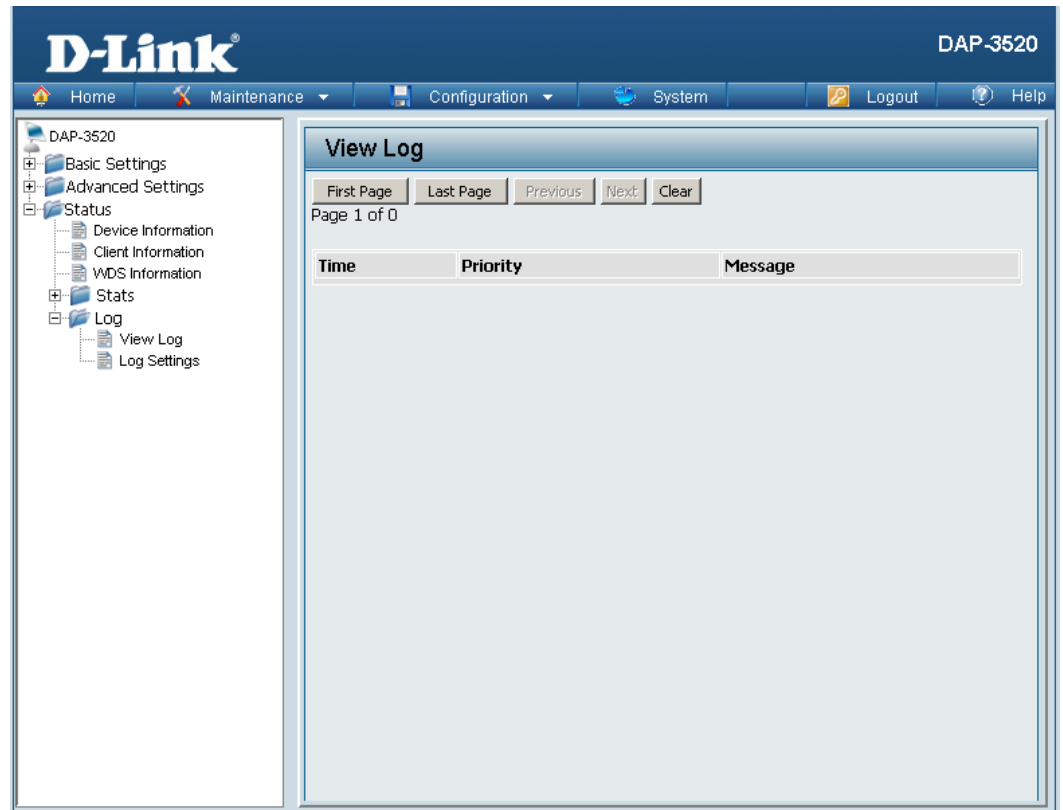 D-Link®
DAP-3520
Home Maintenance Configuration System Logout Help
DAP-3520
Basic Settings
Advanced Settings
Status
Device Information
Client Information
WDS Information
Stats
Log
View Log
Log Settings
View Log
First Page Last Page Previous Next Clear
Page 1 of 0
Time Priority Message